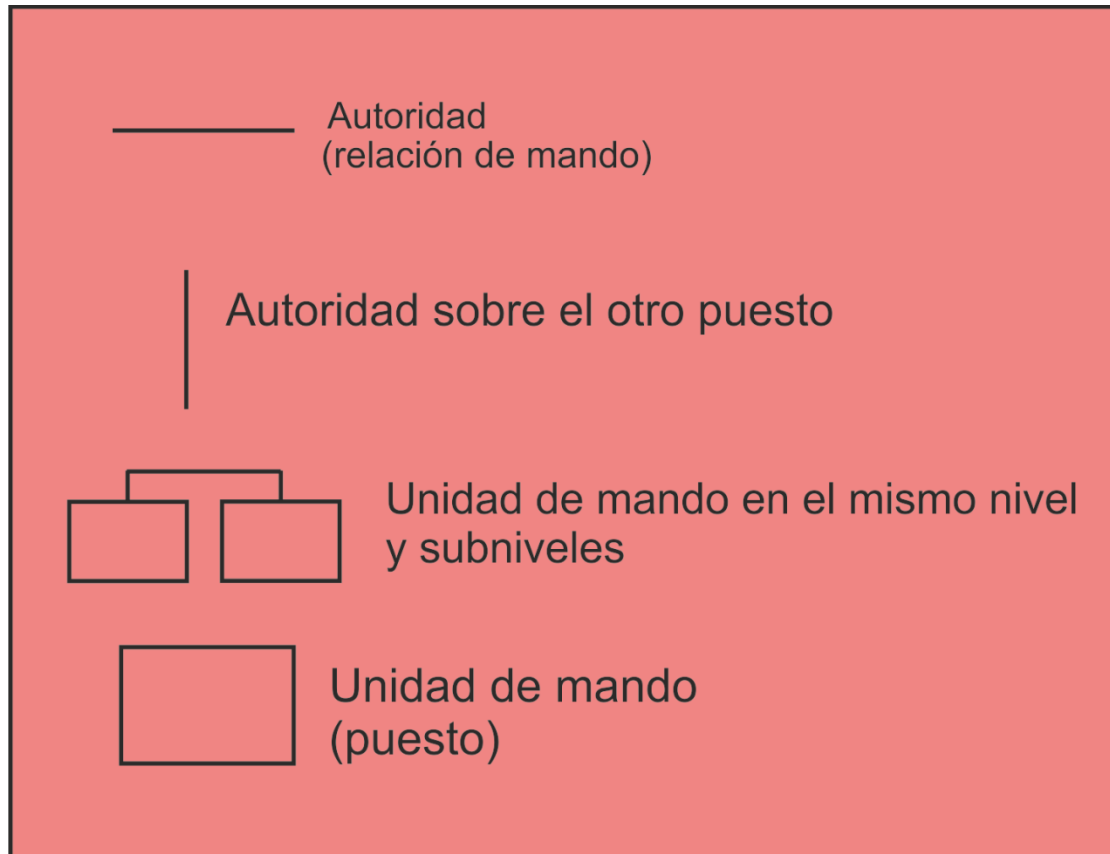 Autoridad
(relación de mando)
Autoridad sobre el otro puesto
Unidad de mando en el mismo nivel
y subniveles
Unidad de mando
(puesto)